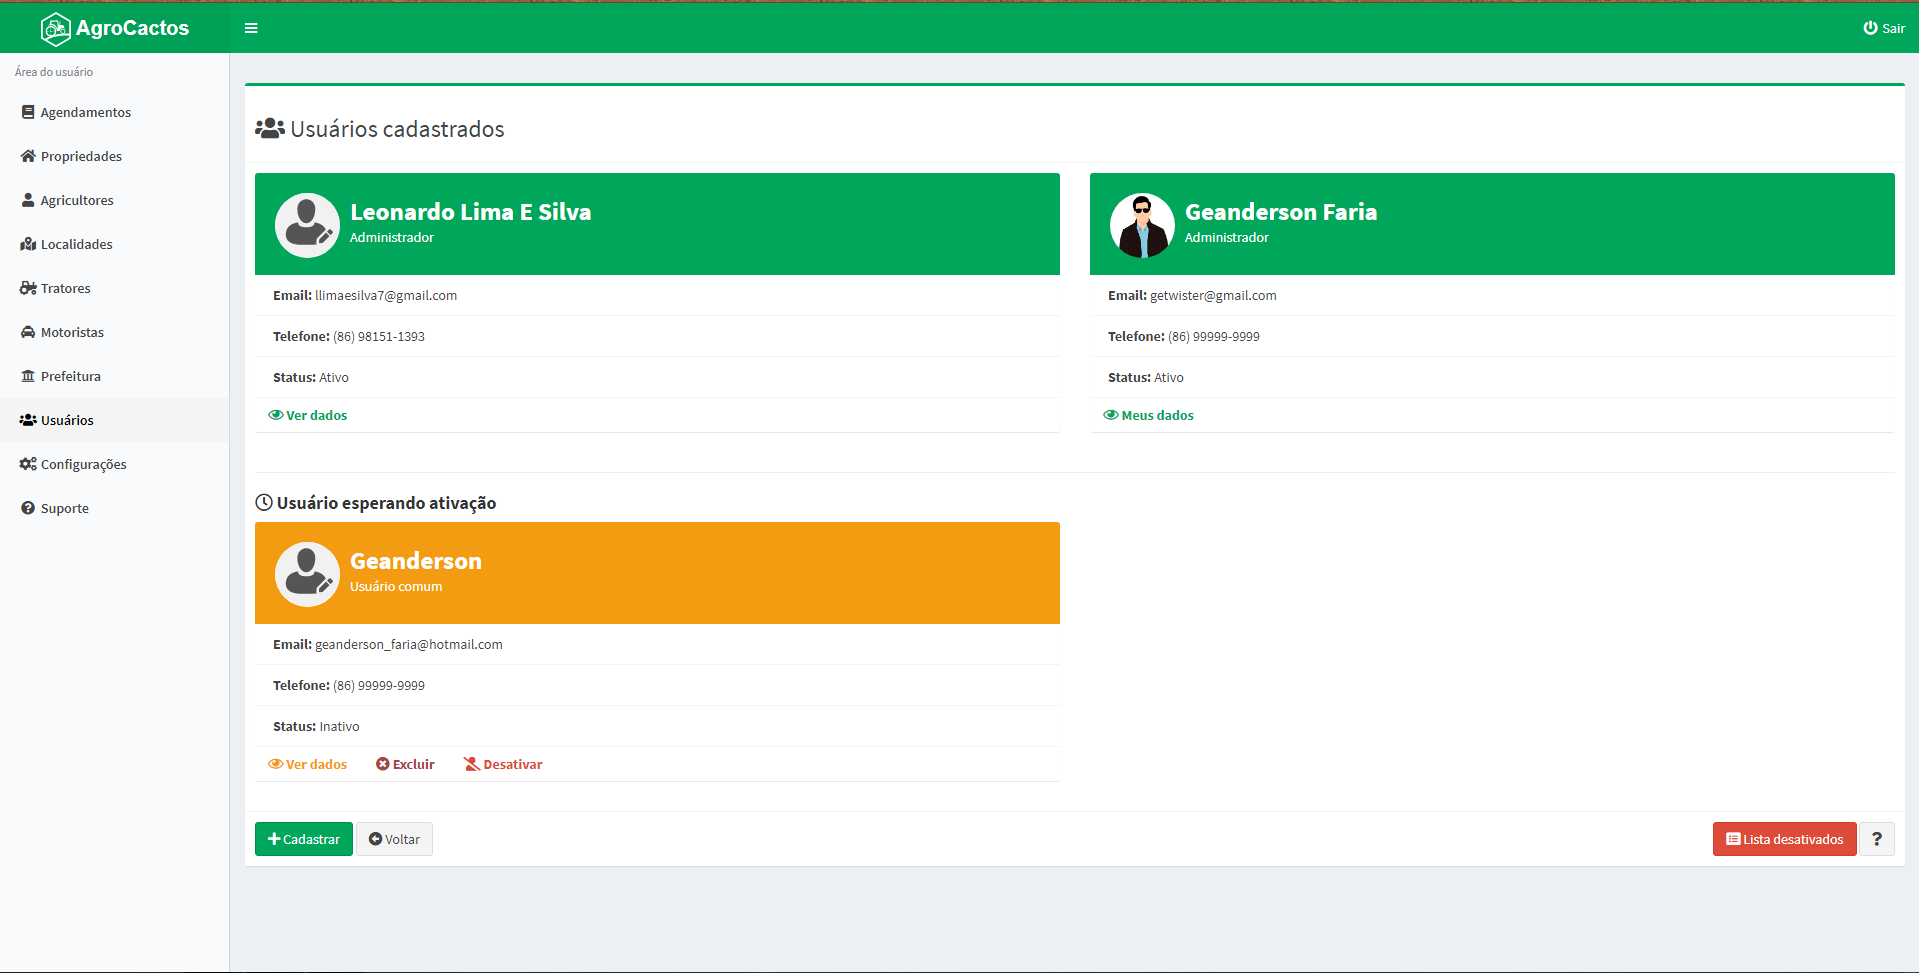 AgroCactos
Sair
Área do usuário
Agendamentos
Propriedades
Agricultores
Localidades
Tratores
Motoristas
Prefeitura
Usuários
Configurações
Suporte
Usuários cadastrados
Leonardo Lima E Silva
Administrador
Email: llimaesilva7@gmail.com
Telefone: (86) 98151-1393
Status: Ativo
Ver dados
Geanderson Faria
Administrador
Email: getwister@gmail.com
Telefone: (86) 99999-9999
Status: Ativo
Meus dados
Usuário esperando ativação
Geanderson
Usuário comum
Email: geanderson_faria@hotmail.com
Telefone: (86) 99999-9999
Status: Inativo
Ver dados Excluir Desativar
Cadastrar Voltar Lista desativados ?